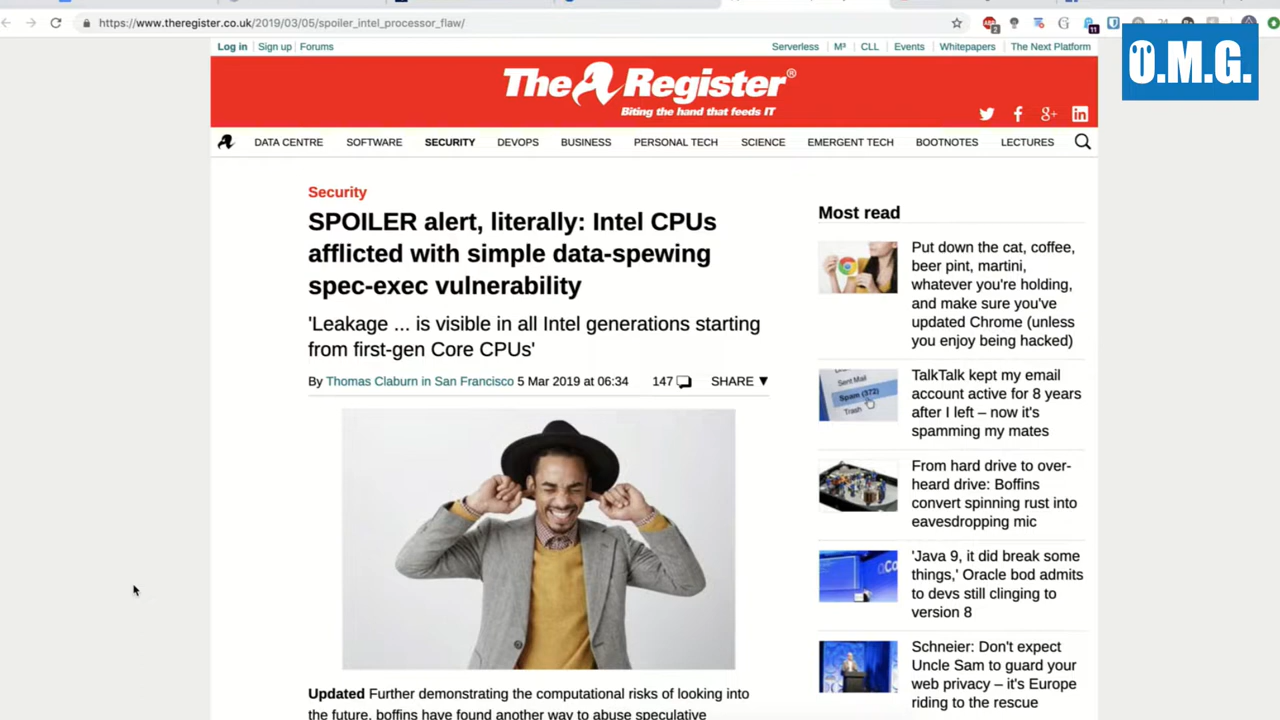 https://www.theregister.co.uk/2019/03/05/spoiler_intel_processor_flaw/
O.M.G.
Log in Sign up Forums
Serverless M³ CLL Events Whitepapers The Next Platform
The Register®
Biting the hand that feeds IT
DATA CENTRE SOFTWARE SECURITY DEVOPS BUSINESS PERSONAL TECH SCIENCE EMERGENT TECH BOOTNOTES LECTURES
Security
SPOILER alert, literally: Intel CPUs
afflicted with simple data-spewing
spec-exec vulnerability
'Leakage ... is visible in all Intel generations starting
from first-gen Core CPUs'
By Thomas Claburn in San Francisco 5 Mar 2019 at 06:34 147 SHARE ▼
Updated Further demonstrating the computational risks of looking into
the future, boffins have found another way to abuse speculative
Most read
Put down the cat, coffee,
beer pint, martini,
whatever you're holding,
and make sure you've
updated Chrome (unless
you enjoy being hacked)
Sent Mail
Spam (372)
Trash
TalkTalk kept my email
account active for 8 years
after I left – now it's
spamming my mates
From hard drive to over-
heard drive: Boffins
convert spinning rust into
eavesdropping mic
'Java 9, it did break some
things,' Oracle bod admits
to devs still clinging to
version 8
Schneier: Don't expect
Uncle Sam to guard your
web privacy – it's Europe
riding to the rescue